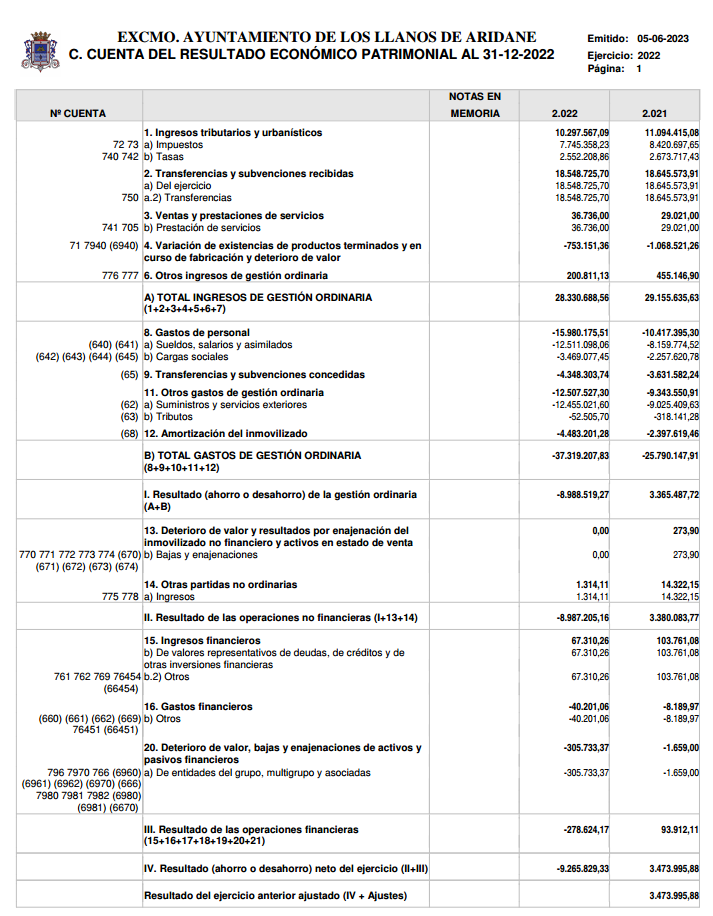 EXCMO. AYUNTAMIENTO DE LOS LLANOS DE ARIDANE
C. CUENTA DEL RESULTADO ECONÓMICO PATRIMONIAL AL 31-12-2022
Emitido: 05-06-2023
Ejercicio: 2022
Página: 1
Nº CUENTA NOTAS EN MEMORIA 2.022 2.021
1. Ingresos tributarios y urbanísticos 10.297.567,09 11.094.415,08
72 73 a) Impuestos 7.745.358,23 8.420.697,65
740 742 b) Tasas 2.552.208,86 2.673.717,43
2. Transferencias y subvenciones recibidas 18.548.725,70 18.645.573,91
a) Del ejercicio 18.548.725,70 18.645.573,91
750 a.2) Transferencias 18.548.725,70 18.645.573,91
3. Ventas y prestaciones de servicios 36.736,00 29.021,00
741 705 b) Prestación de servicios 36.736,00 29.021,00
71 7940 (6940) 4. Variación de existencias de productos terminados y en -753.151,36 -1.068.521,26
curso de fabricación y deterioro de valor
776 777 6. Otros ingresos de gestión ordinaria 200.811,13 455.146,90
A) TOTAL INGRESOS DE GESTIÓN ORDINARIA 28.330.688,56 29.155.635,63
(1+2+3+4+5+6+7)
8. Gastos de personal -15.980.175,51 -10.417.395,30
(640) (641) a) Sueldos, salarios y asimilados -12.511.098,06 -8.159.774,52
(642) (643) (644) (645) b) Cargas sociales -3.469.077,45 -2.257.620,78
(65) 9. Transferencias y subvenciones concedidas -4.348.303,74 -3.631.582,24
11. Otros gastos de gestión ordinaria -12.507.527,30 -9.343.550,91
(62) a) Suministros y servicios exteriores -12.455.021,60 -9.025.409,63
(63) b) Tributos -52.505,70 -318.141,28
(68) 12. Amortización del inmovilizado -4.483.201,28 -2.397.619,46
B) TOTAL GASTOS DE GESTIÓN ORDINARIA -37.319.207,83 -25.790.147,91
(8+9+10+11+12)
I. Resultado (ahorro o desahorro) de la gestión ordinaria -8.988.519,27 3.365.487,72
(A+B)
13. Deterioro de valor y resultados por enajenación del 0,00 273,90
inmovilizado no financiero y activos en estado de venta
770 771 772 773 774 (670) b) Bajas y enajenaciones 0,00 273,90
(671) (672) (673) (674)
14. Otras partidas no ordinarias 1.314,11 14.322,15
775 778 a) Ingresos 1.314,11 14.322,15
II. Resultado de las operaciones no financieras (I+13+14) -8.987.205,16 3.380.083,77
15. Ingresos financieros 67.310,26 103.761,08
b) De valores representativos de deudas, de créditos y de 67.310,26 103.761,08
otras inversiones financieras
761 762 769 76454 b.2) Otros 67.310,26 103.761,08
(66454)
16. Gastos financieros -40.201,06 -8.189,97
(660) (661) (662) (669) b) Otros -40.201,06 -8.189,97
76451 (66451)
20. Deterioro de valor, bajas y enajenaciones de activos y -305.733,37 -1.659,00
pasivos financieros
796 7970 766 (6960) a) De entidades del grupo, multigrupo y asociadas -305.733,37 -1.659,00
(6961) (6962) (6970) (666)
7980 7981 7982 (6980)
(6981) (6670)
III. Resultado de las operaciones financieras -278.624,17 93.912,11
(15+16+17+18+19+20+21)
IV. Resultado (ahorro o desahorro) neto del ejercicio (II+III) -9.265.829,33 3.473.995,88
Resultado del ejercicio anterior ajustado (IV + Ajustes) 3.473.995,88